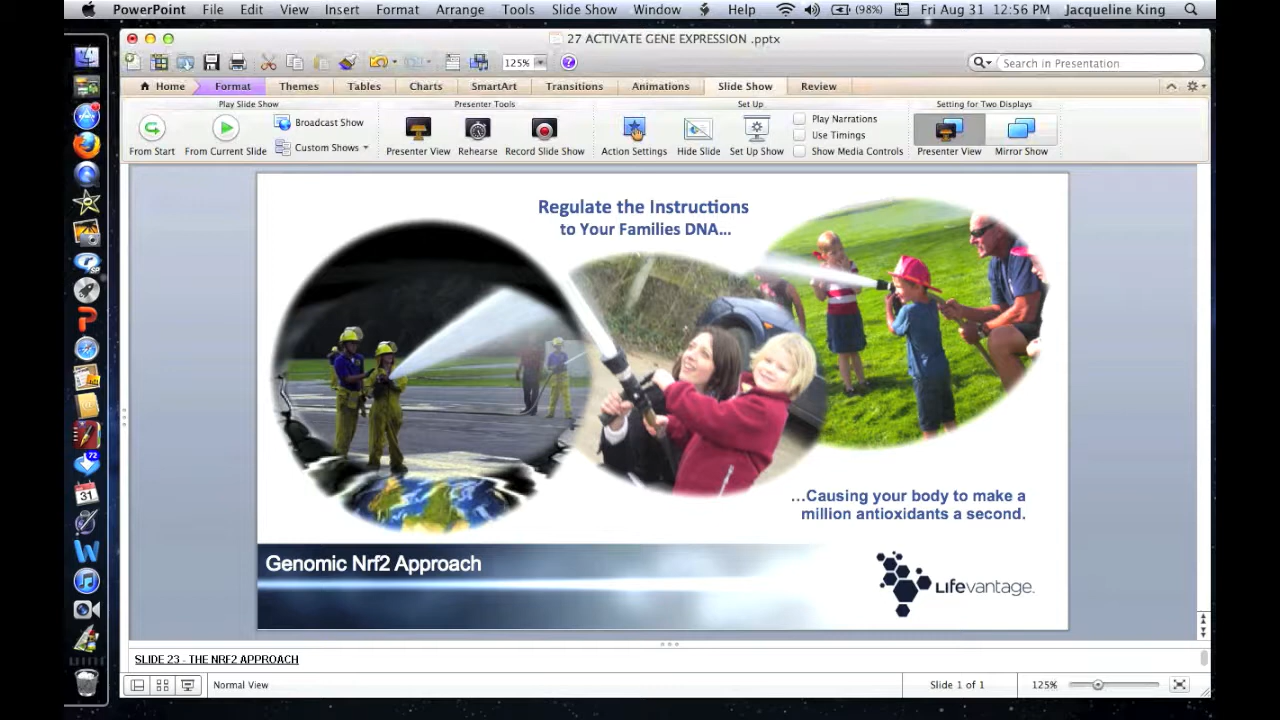 PowerPoint File Edit View Insert Format Arrange Tools Slide Show Window Help (98%) Fri Aug 31 12:56 PM Jacqueline King
27 ACTIVATE GENE EXPRESSION .pptx
125% Search in Presentation
Home Format Themes Tables Charts SmartArt Transitions Animations Slide Show Review
Play Slide Show Presenter Tools Set Up Setting for Two Displays
From Start From Current Slide Broadcast Show Custom Shows Presenter View Rehearse Record Slide Show Action Settings Hide Slide Set Up Show Play Narrations Use Timings Show Media Controls Presenter View Mirror Show
Regulate the Instructions
to Your Families DNA...
...Causing your body to make a
million antioxidants a second.
Genomic Nrf2 Approach
Lifevantage.
SLIDE 23 - THE NRF2 APPROACH
72
31
Normal View Slide 1 of 1 125%